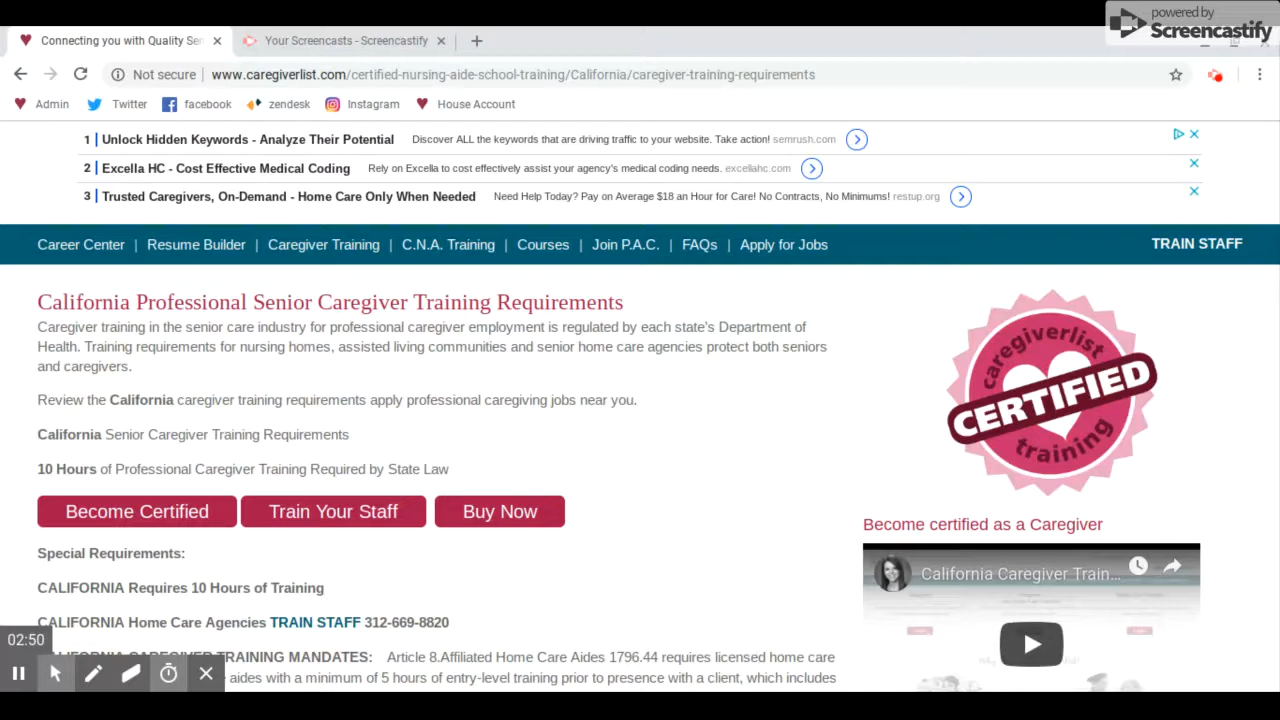 powered by
Screencastify
Connecting you with Quality Sen
Your Screencasts - Screencastify
Not secure | www.caregiverlist.com/certified-nursing-aide-school-training/California/caregiver-training-requirements
Admin Twitter facebook zendesk Instagram House Account
1 Unlock Hidden Keywords - Analyze Their Potential Discover ALL the keywords that are driving traffic to your website. Take action! semrush.com
2 Excella HC - Cost Effective Medical Coding Rely on Excella to cost effectively assist your agency's medical coding needs. excellahc.com
3 Trusted Caregivers, On-Demand - Home Care Only When Needed Need Help Today? Pay on Average $18 an Hour for Care! No Contracts, No Minimums! restup.org
Career Center | Resume Builder | Caregiver Training | C.N.A. Training | Courses | Join P.A.C. | FAQs | Apply for Jobs TRAIN STAFF
California Professional Senior Caregiver Training Requirements
Caregiver training in the senior care industry for professional caregiver employment is regulated by each state's Department of
Health. Training requirements for nursing homes, assisted living communities and senior home care agencies protect both seniors
and caregivers.
Review the California caregiver training requirements apply professional caregiving jobs near you.
California Senior Caregiver Training Requirements
10 Hours of Professional Caregiver Training Required by State Law
Become Certified Train Your Staff Buy Now
Special Requirements:
CALIFORNIA Requires 10 Hours of Training
CALIFORNIA Home Care Agencies TRAIN STAFF 312-669-8820
CALIFORNIA CAREGIVER TRAINING MANDATES: Article 8.Affiliated Home Care Aides 1796.44 requires licensed home care
aides with a minimum of 5 hours of entry-level training prior to presence with a client, which includes
02:50
caregiverlist
CERTIFIED
training
Become certified as a Caregiver
California Caregiver Train...